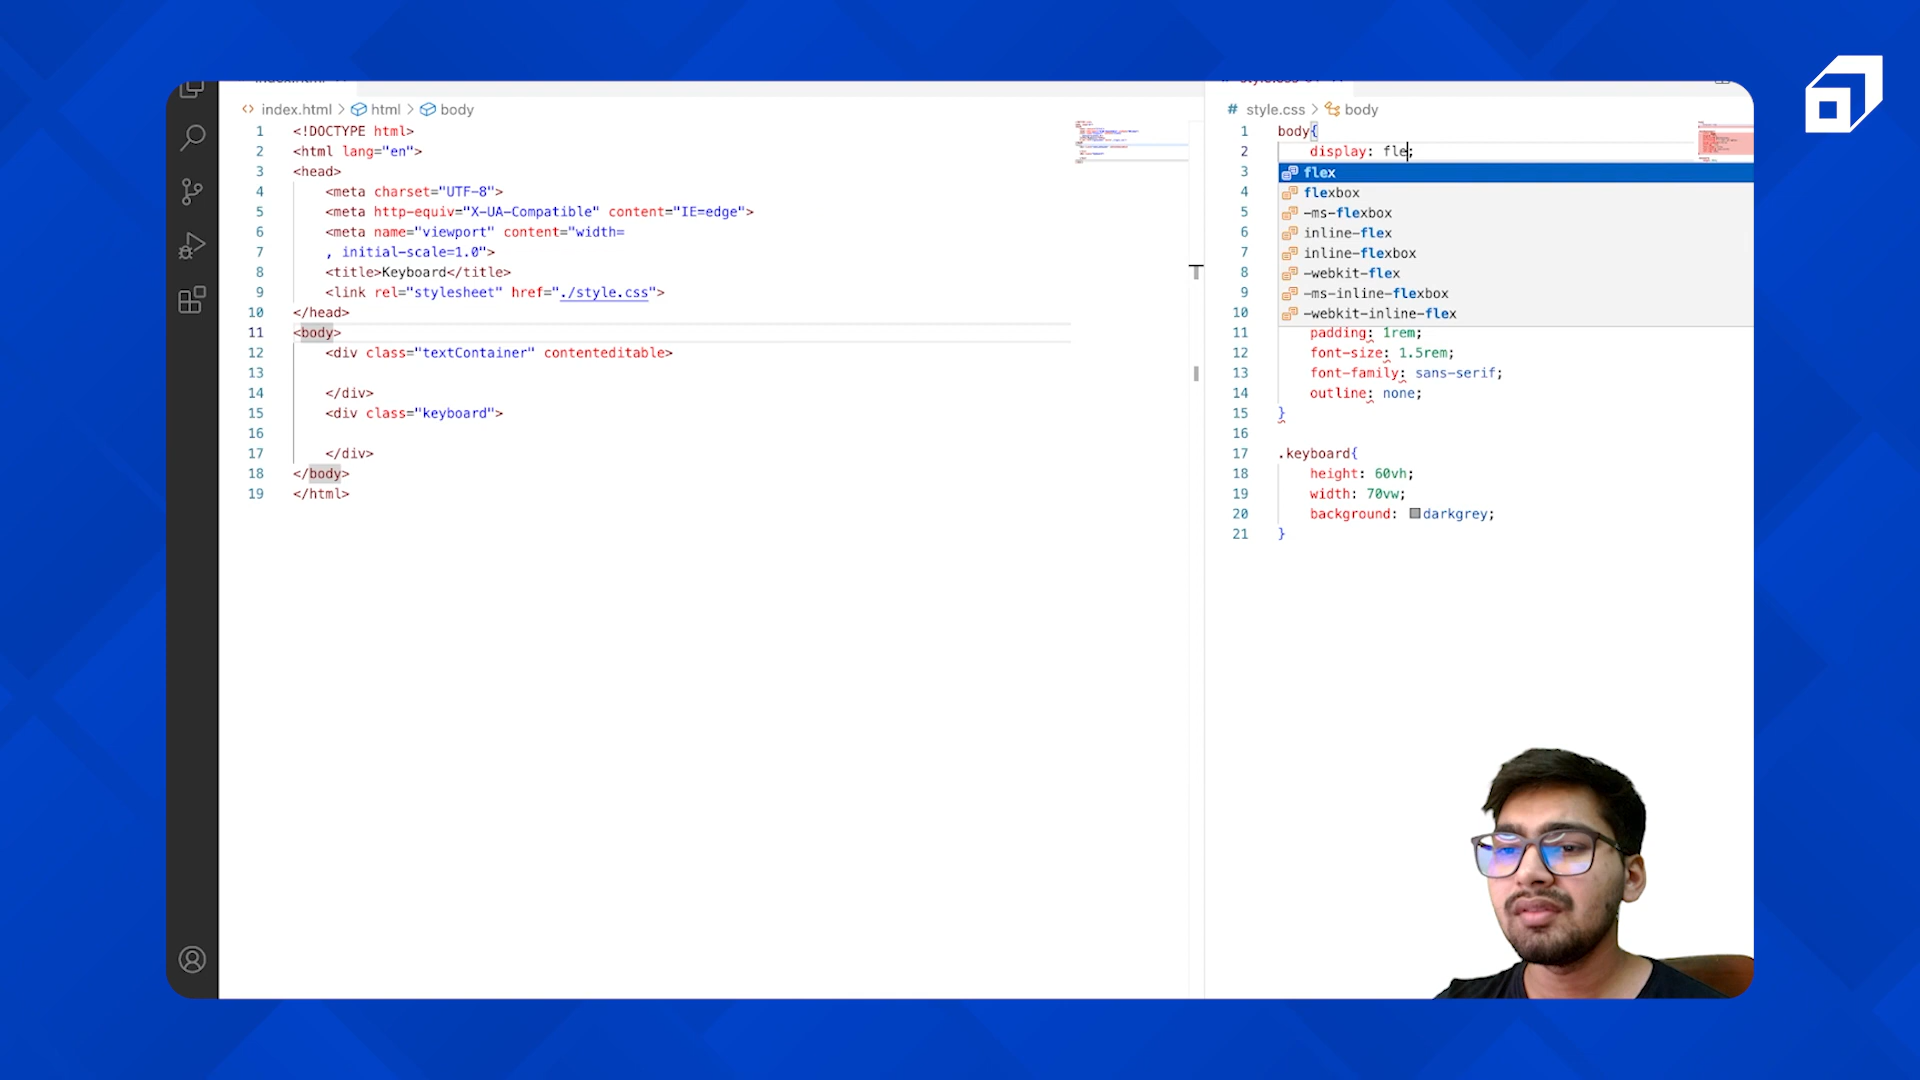 index.html > html > body
1 <!DOCTYPE html>
2 <html lang="en">
3 <head>
4 <meta charset="UTF-8">
5 <meta http-equiv="X-UA-Compatible" content="IE=edge">
6 <meta name="viewport" content="width=
7 , initial-scale=1.0">
8 <title>Keyboard</title>
9 <link rel="stylesheet" href="./style.css">
10 </head>
11 <body>
12 <div class="textContainer" contenteditable>
13
14 </div>
15 <div class="keyboard">
16
17 </div>
18 </body>
19 </html>
# style.css > body
1 body{
2 display: fle;
3 flex
4 flexbox
5 -ms-flexbox
6 inline-flex
7 inline-flexbox
8 -webkit-flex
9 -ms-inline-flexbox
10 -webkit-inline-flex
11 padding: 1rem;
12 font-size: 1.5rem;
13 font-family: sans-serif;
14 outline: none;
15 }
16
17 .keyboard{
18 height: 60vh;
19 width: 70vw;
20 background: darkgrey;
21 }